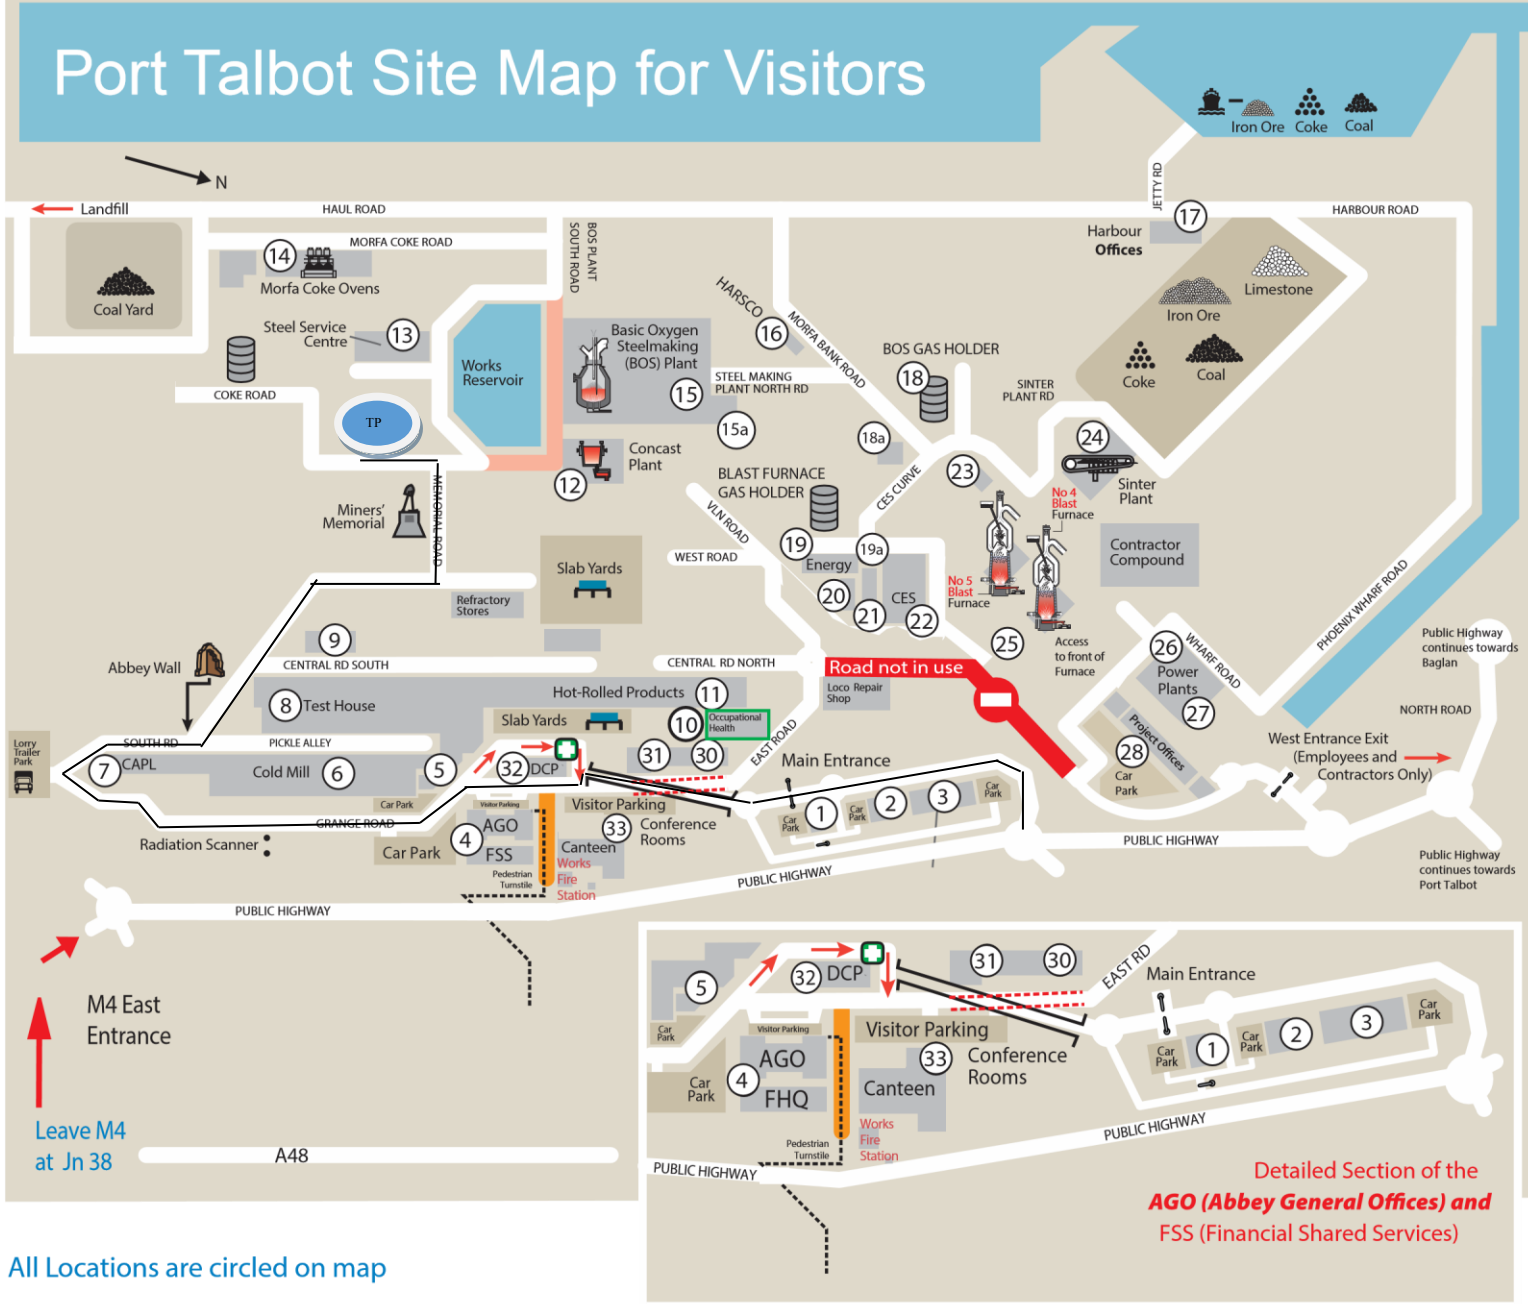 Port Talbot Site Map for Visitors
Iron Ore
Coke
Coal
N
JETTY RD
Landfill
HAUL ROAD
17
HARBOUR ROAD
MORFA COKE ROAD
BOS PLANT
SOUTH ROAD
Harbour
Offices
14
Morfa Coke Ovens
Coal Yard
HARSCO
Limestone
Iron Ore
Steel Service
Centre
13
Basic Oxygen
Steelmaking
(BOS) Plant
16
MORFA BANK ROAD
BOS GAS HOLDER
Works
Reservoir
15
STEEL MAKING
PLANT NORTH RD
18
SINTER
PLANT RD
Coke
Coal
COKE ROAD
TP
15a
18a
24
Concast
Plant
12
BLAST FURNACE
GAS HOLDER
CES CURVE
23
Sinter
Plant
No 4
Blast
Furnace
MEMORIAL ROAD
Miners'
Memorial
VLN ROAD
19
19a
Contractor
Compound
WEST ROAD
Energy
Slab Yards
No 5
Blast
Furnace
20
CES
21
22
Refractory
Stores
PHOENIX WHARF ROAD
9
25
Access
to front of
Furnace
26
WHARF ROAD
Power
Plants
27
Public Highway
continues towards
Baglan
Abbey Wall
CENTRAL RD SOUTH
CENTRAL RD NORTH
Road not in use
Loco Repair
Shop
8
Test House
Hot-Rolled Products
11
Slab Yards
10
Occupational
Health
NORTH ROAD
Project Offices
28
Car
Park
West Entrance Exit
(Employees and
Contractors Only)
Lorry
Trailer
Park
SOUTH RD
PICKLE ALLEY
EAST ROAD
7
CAPL
Cold Mill
6
5
32
DCP
31
30
Main Entrance
1
2
3
Car
Park
Car
Park
Car
Park
Car Park
Visitor Parking
Visitor Parking
GRANGE ROAD
Radiation Scanner
4
AGO
FSS
Car Park
33
Conference
Rooms
Canteen
Works
Fire
Station
Pedestrian
Turnstile
PUBLIC HIGHWAY
PUBLIC HIGHWAY
PUBLIC HIGHWAY
Public Highway
continues towards
Port Talbot
M4 East
Entrance
Leave M4
at Jn 38
A48
5
32
DCP
31
30
EAST RD
Main Entrance
Car
Park
Visitor Parking
Visitor Parking
Car
Park
1
Car
Park
2
3
Car
Park
AGO
4
FHQ
Car
Park
33
Conference
Rooms
Canteen
Works
Fire
Station
Pedestrian
Turnstile
PUBLIC HIGHWAY
PUBLIC HIGHWAY
Detailed Section of the
AGO (Abbey General Offices) and
FSS (Financial Shared Services)
All Locations are circled on map